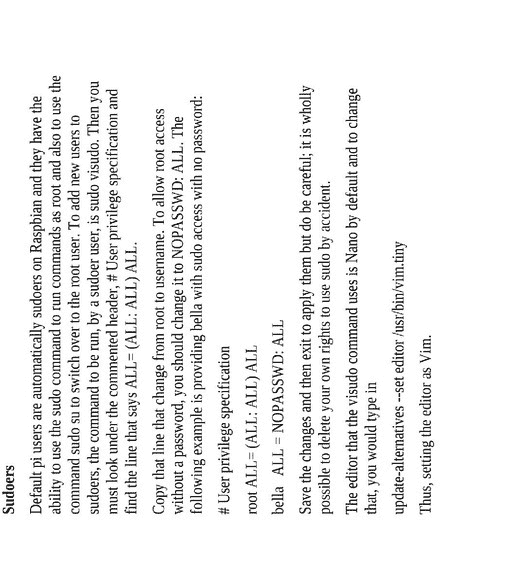 Sudoers
Default pi users are automatically sudoers on Raspbian and they have the
ability to use the sudo command to run commands as root and also to use the
command sudo su to switch over to the root user. To add new users to
sudoers, the command to be run, by a sudoer user, is sudo visudo. Then you
must look under the commented header, # User privilege specification and
find the line that says ALL= (ALL: ALL) ALL.
Copy that line that change from root to username. To allow root access
without a password, you should change it to NOPASSWD: ALL. The
following example is providing bella with sudo access with no password:
# User privilege specification
root ALL= (ALL: ALL) ALL
bella ALL = NOPASSWD: ALL
Save the changes and then exit to apply them but do be careful; it is wholly
possible to delete your own rights to use sudo by accident.
The editor that the visudo command uses is Nano by default and to change
that, you would type in
update-alternatives --set editor /usr/bin/vim.tiny
Thus, setting the editor as Vim.